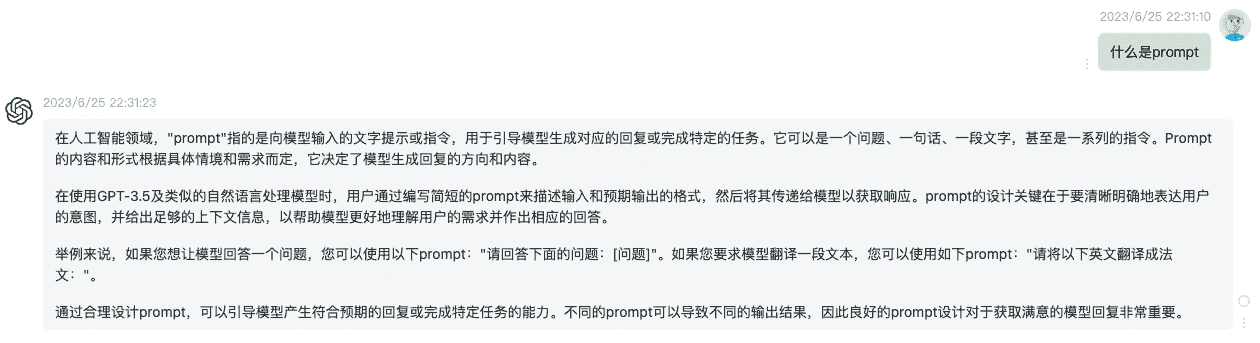 2023/6/25 22:31:10
什么是prompt
2023/6/25 22:31:23
在人工智能领域，"prompt"指的是向模型输入的文字提示或指令，用于引导模型生成对应的回复或完成特定的任务。它可以是一个问题、一句话、一段文字，甚至是一系列的指令。Prompt
的内容和形式根据具体情境和需求而定，它决定了模型生成回复的方向和内容。
在使用GPT-3.5及类似的自然语言处理模型时，用户通过编写简短的prompt来描述输入和预期输出的格式，然后将其传递给模型以获取响应。prompt的设计关键在于要清晰明确地表达用户
的意图，并给出足够的上下文信息，以帮助模型更好地理解用户的需求并作出相应的回答。
举例来说，如果您想让模型回答一个问题，您可以使用以下prompt："请回答下面的问题：[问题]"。如果您要求模型翻译一段文本，您可以使用如下prompt："请将以下英文翻译成法
文："。
通过合理设计prompt，可以引导模型产生符合预期的回复或完成特定任务的能力。不同的prompt可以导致不同的输出结果，因此良好的prompt设计对于获取满意的模型回复非常重要。